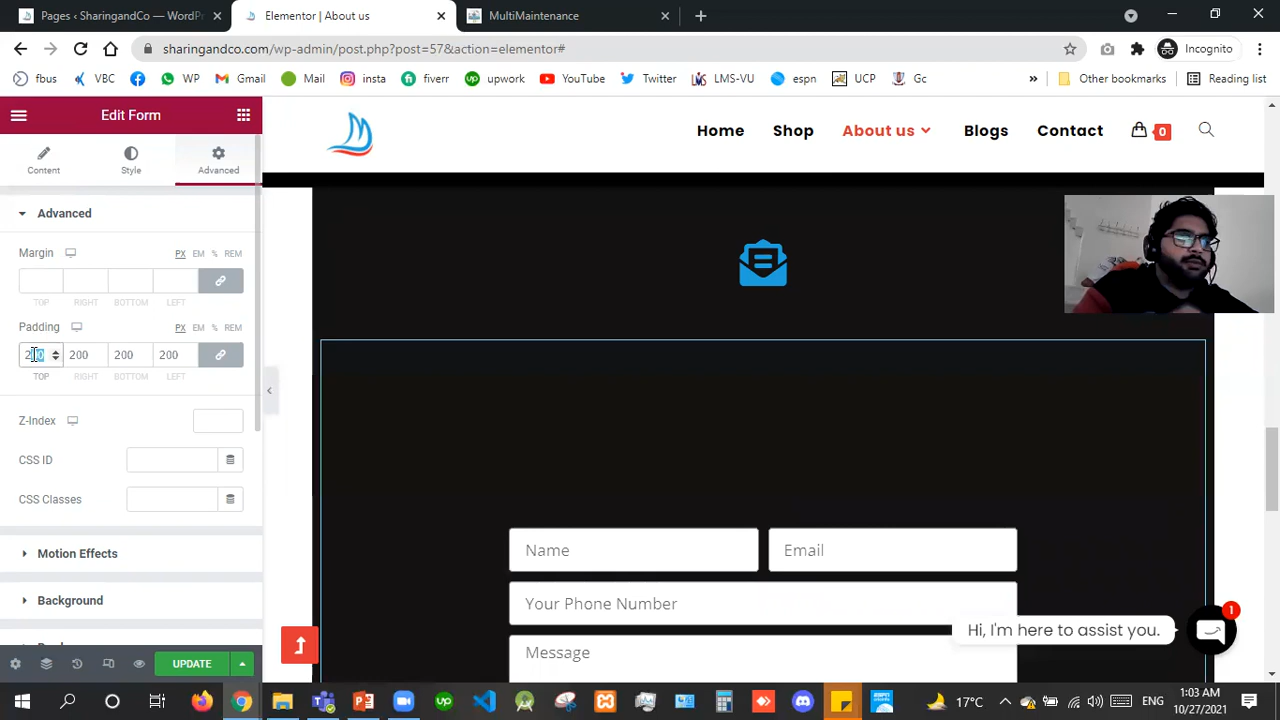 Pages ‹ SharingandCo — WordPr
Elementor | About us
MultiMaintenance
sharingandco.com/wp-admin/post.php?post=57&action=elementor#
Incognito
fbus
VBC
WP
Gmail
Mail
insta
fiverr
upwork
YouTube
Twitter
LMS-VU
espn
UCP
Gc
»
Other bookmarks
Reading list
Edit Form
Content
Style
Advanced
Home
Shop
About us
Blogs
Contact
0
Advanced
Margin
PX EM % REM
TOP RIGHT BOTTOM LEFT
Padding
PX EM % REM
200 200 200
TOP RIGHT BOTTOM LEFT
Z-Index
CSS ID
CSS Classes
Motion Effects
Background
UPDATE
Name
Email
Your Phone Number
Message
Hi, I'm here to assist you.
1
17°C
ENG
1:03 AM
10/27/2021